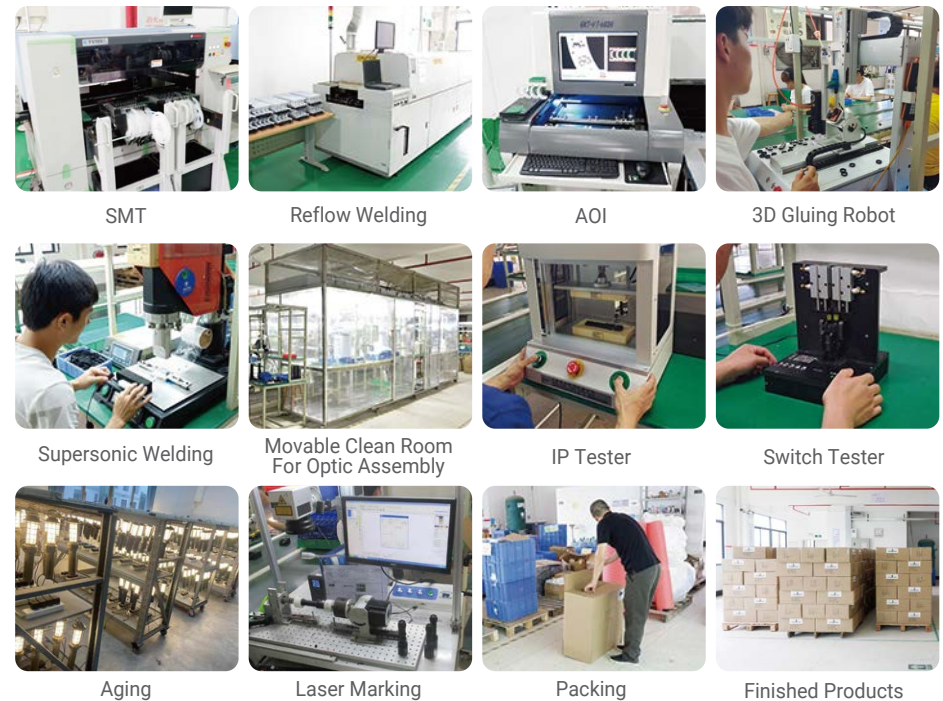 SMT
Reflow Welding
AOI
3D Gluing Robot
Supersonic Welding
Movable Clean Room
For Optic Assembly
IP Tester
Switch Tester
Aging
Laser Marking
Packing
Finished Products